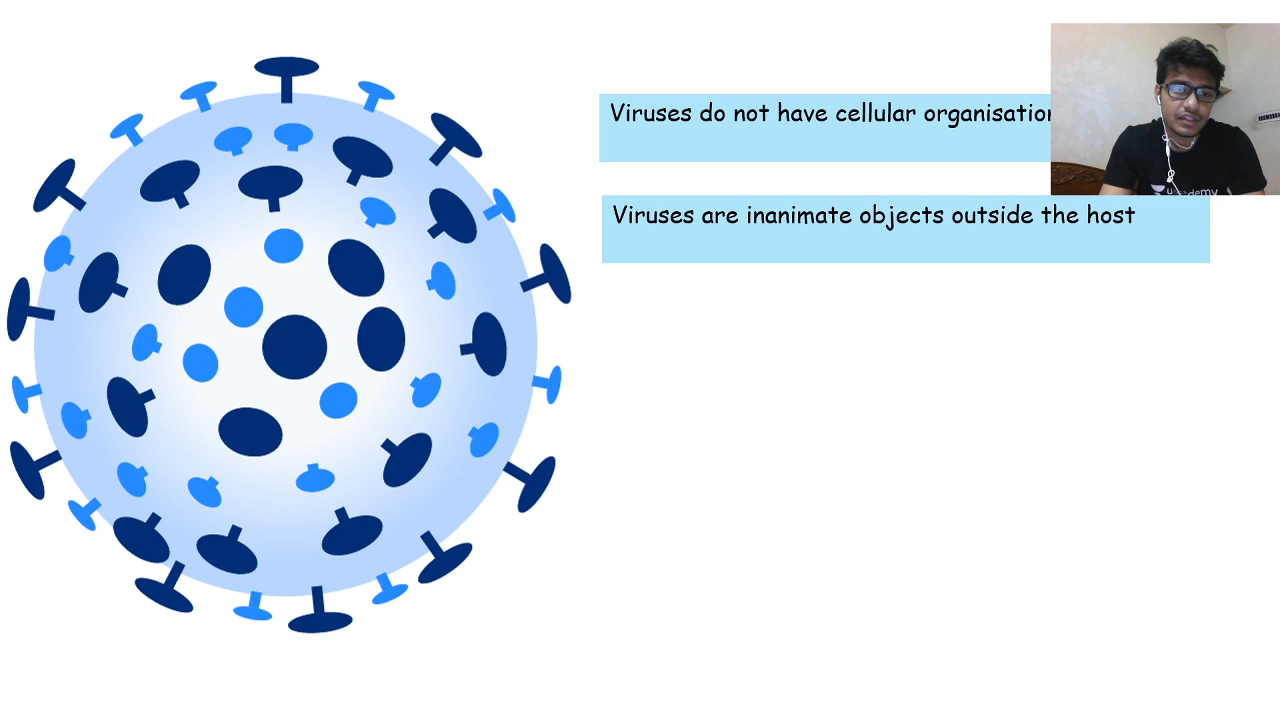 Viruses do not have cellular organisation
Viruses are inanimate objects outside the host